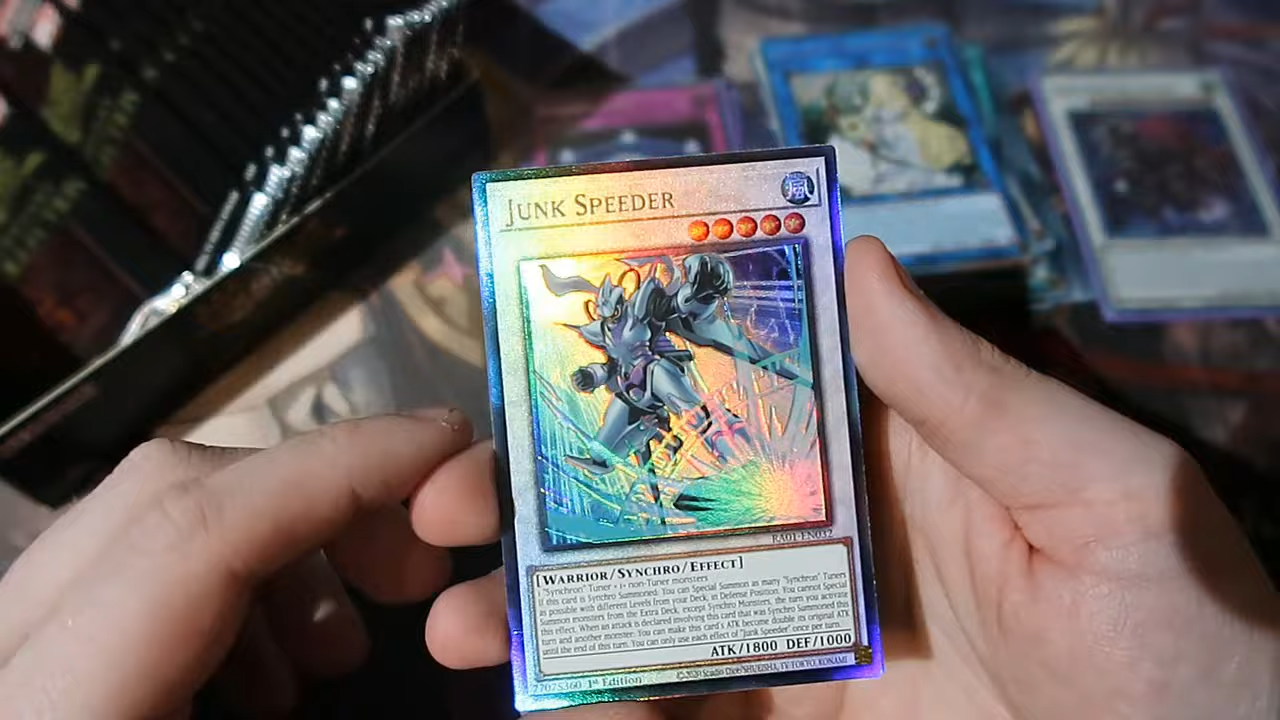 JUNK SPEEDER
風
RA01-EN032
[WARRIOR/SYNCHRO/EFFECT]
1 "Synchron" Tuner + 1+ non-Tuner monsters
If this card is Synchro Summoned: You can Special Summon as many "Synchron" Tuners
as possible with different Levels from your Deck, in Defense Position. You cannot Special
Summon monsters from the Extra Deck, except Synchro Monsters, the turn you activate
this effect. When an attack is declared involving this card that was Synchro Summoned this
turn and another monster: You can make this card's ATK become double its original ATK
until the end of this turn. You can only use each effect of "Junk Speeder" once per turn.
ATK/1800 DEF/1000
77075360 1st Edition ©2020 Studio Dice/SHUEISHA, TV TOKYO, KONAMI